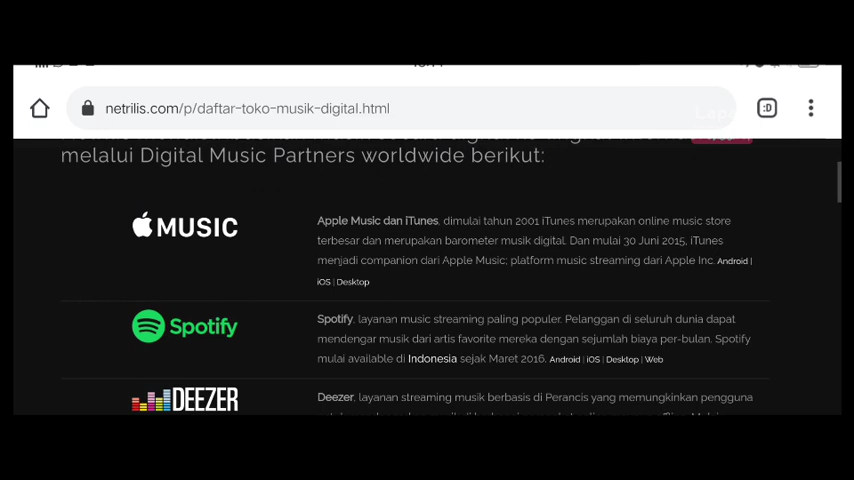 netrilis.com/p/daftar-toko-musik-digital.html
:D
melalui Digital Music Partners worldwide berikut:
MUSIC
Apple Music dan iTunes, dimulai tahun 2001 iTunes merupakan online music store
terbesar dan merupakan barometer musik digital. Dan mulai 30 Juni 2015, iTunes
menjadi companion dari Apple Music; platform music streaming dari Apple Inc. Android |
iOS | Desktop
Spotify
Spotify, layanan music streaming paling populer. Pelanggan di seluruh dunia dapat
mendengar musik dari artis favorite mereka dengan sejumlah biaya per-bulan. Spotify
mulai available di Indonesia sejak Maret 2016. Android | iOS | Desktop | Web
DEEZER
Deezer, layanan streaming musik berbasis di Perancis yang memungkinkan pengguna